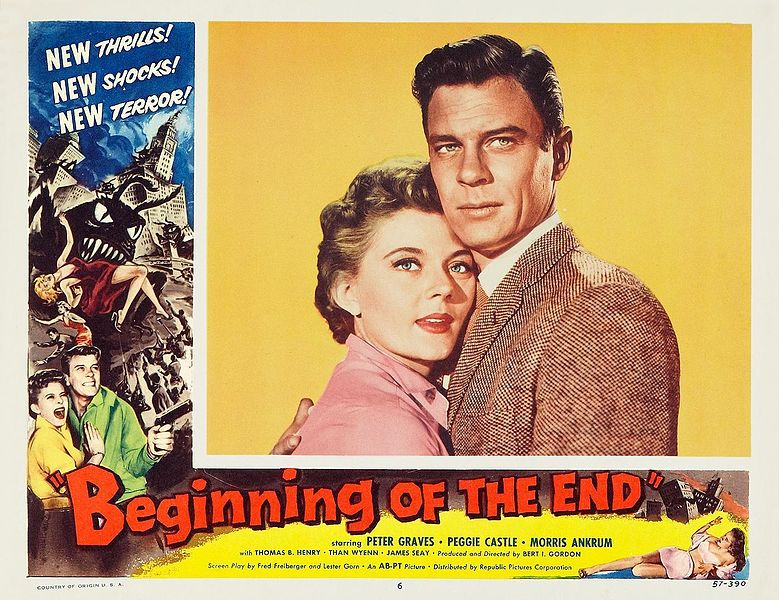 NEW THRILLS!
NEW SHOCKS!
NEW TERROR!
"Beginning OF THE END"
starring PETER GRAVES · PEGGIE CASTLE · MORRIS ANKRUM
with THOMAS B. HENRY · THAN WYENN · JAMES SEAY · Produced and Directed by BERT I. GORDON
Screen Play by Fred Freiberger and Lester Gorn · An AB-PT Picture · Distributed by Republic Pictures Corporation
COUNTRY OF ORIGIN U. S. A.
6
57-390